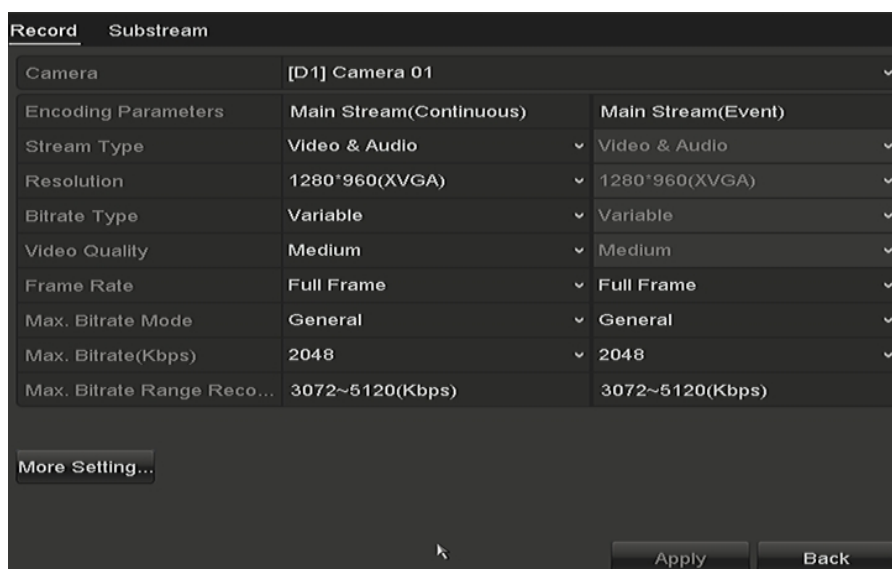 Record Substream
Camera [D1] Camera 01
Encoding Parameters Main Stream(Continuous) Main Stream(Event)
Stream Type Video & Audio Video & Audio
Resolution 1280*960(XVGA) 1280*960(XVGA)
Bitrate Type Variable Variable
Video Quality Medium Medium
Frame Rate Full Frame Full Frame
Max. Bitrate Mode General General
Max. Bitrate(Kbps) 2048 2048
Max. Bitrate Range Reco... 3072~5120(Kbps) 3072~5120(Kbps)
More Setting...
Apply Back